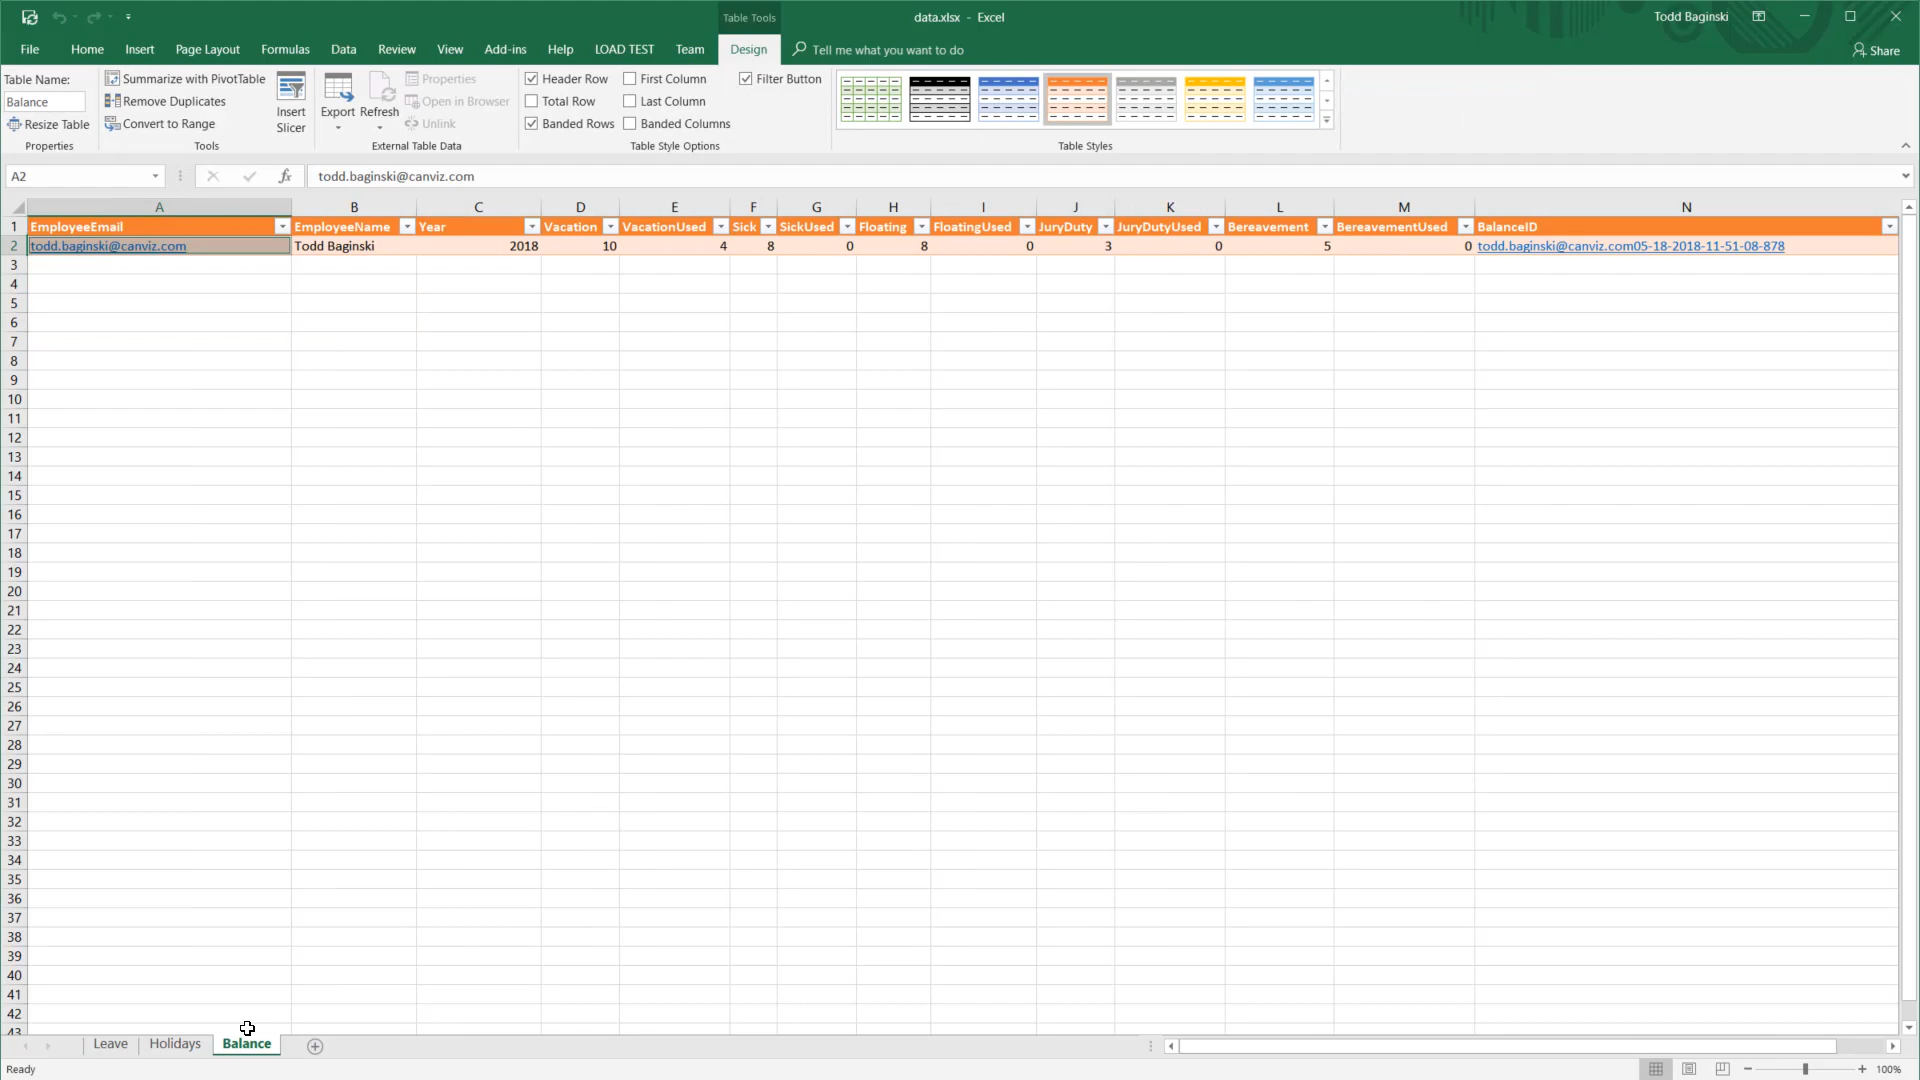 Table Tools
data.xlsx - Excel
Todd Baginski
File Home Insert Page Layout Formulas Data Review View Add-ins Help LOAD TEST Team Design Tell me what you want to do
Share
Table Name:
Balance
Resize Table
Properties
Summarize with PivotTable
Remove Duplicates
Convert to Range
Tools
Insert
Slicer
Export
Refresh
Properties
Open in Browser
Unlink
External Table Data
Header Row First Column Filter Button
Total Row Last Column
Banded Rows Banded Columns
Table Style Options
Table Styles
A2 fx todd.baginski@canviz.com
A B C D E F G H I J K L M N
1 EmployeeEmail EmployeeName Year Vacation VacationUsed Sick SickUsed Floating FloatingUsed JuryDuty JuryDutyUsed Bereavement BereavementUsed BalanceID
2 todd.baginski@canviz.com Todd Baginski 2018 10 4 8 0 8 0 3 0 5 0 todd.baginski@canviz.com05-18-2018-11-51-08-878
3
4
5
6
7
8
9
10
11
12
13
14
15
16
17
18
19
20
21
22
23
24
25
26
27
28
29
30
31
32
33
34
35
36
37
38
39
40
41
42
43
Leave Holidays Balance
Ready
100%